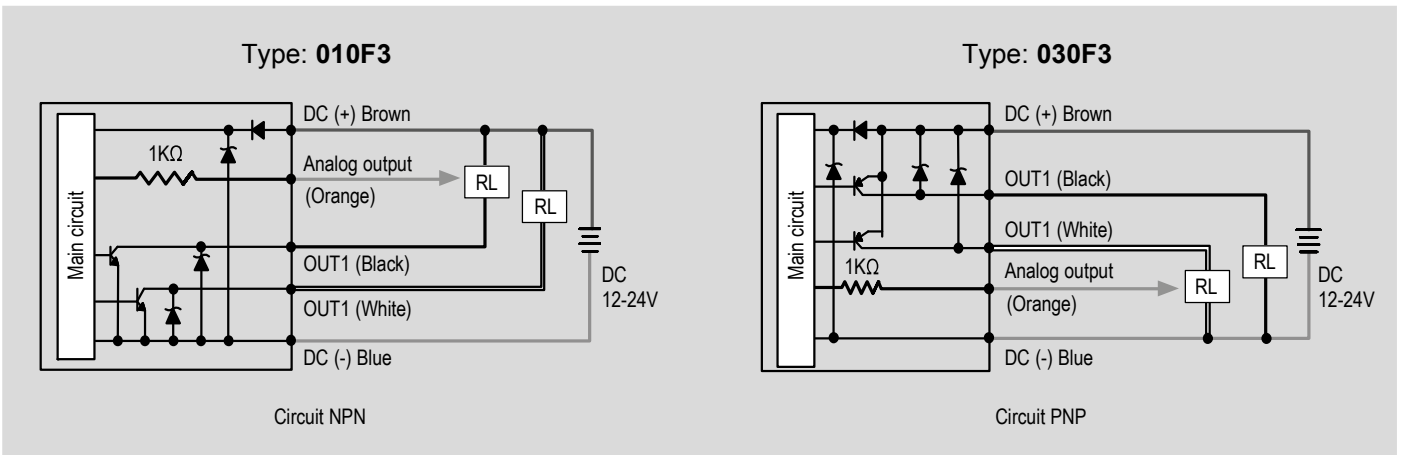 Type: 010F3
DC (+) Brown
1KΩ
Analog output
(Orange)
RL
RL
Main circuit
OUT1 (Black)
OUT1 (White)
DC
12-24V
DC (-) Blue
Circuit NPN
Type: 030F3
DC (+) Brown
OUT1 (Black)
OUT1 (White)
Main circuit
1KΩ
Analog output
(Orange)
RL
RL
DC
12-24V
DC (-) Blue
Circuit PNP